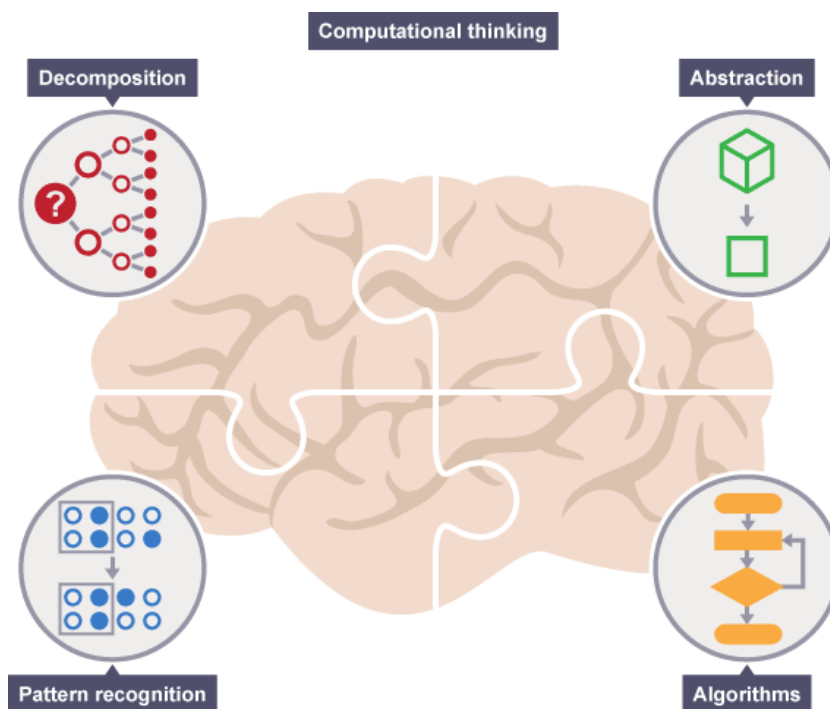 Computational thinking
Decomposition
Abstraction
?
Pattern recognition
Algorithms